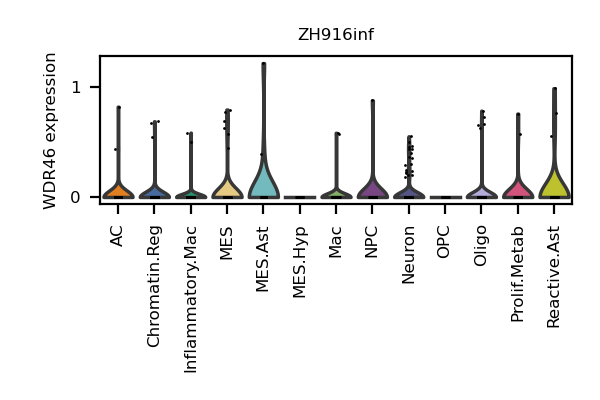 ZH916inf
WDR46 expression
1
0
AC
Chromatin.Reg
Inflammatory.Mac
MES
MES.Ast
MES.Hyp
Mac
NPC
Neuron
OPC
Oligo
Prolif.Metab
Reactive.Ast